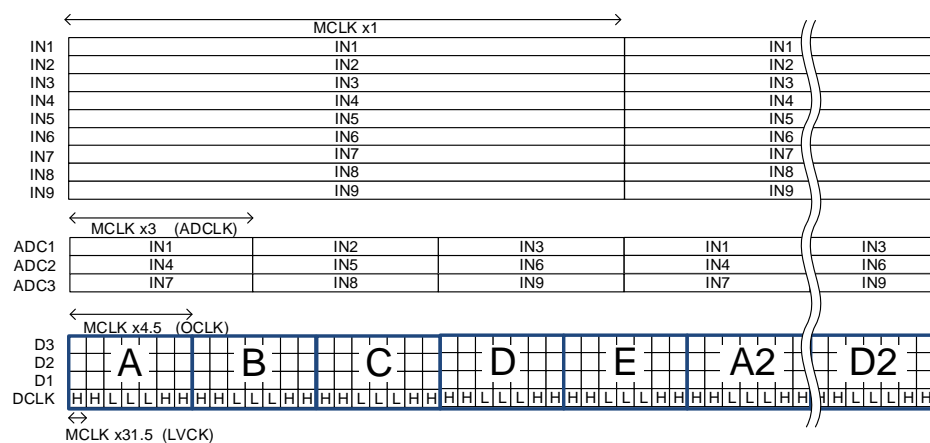 MCLK x1
IN1 IN1 IN1
IN2 IN2 IN2
IN3 IN3 IN3
IN4 IN4 IN4
IN5 IN5 IN5
IN6 IN6 IN6
IN7 IN7 IN7
IN8 IN8 IN8
IN9 IN9 IN9
MCLK x3 (ADCLK)
ADC1 IN1 IN2 IN3 IN1 IN3
ADC2 IN4 IN5 IN6 IN4 IN6
ADC3 IN7 IN8 IN9 IN7 IN9
MCLK x4.5 (OCLK)
D3
D2 A B C D E A2 D2
D1
DCLK H H L L L H H H H L L L H H H H L L L H H H H L L L H H H H L L L H H H H L L L H H H H L L L H H
MCLK x31.5 (LVCK)